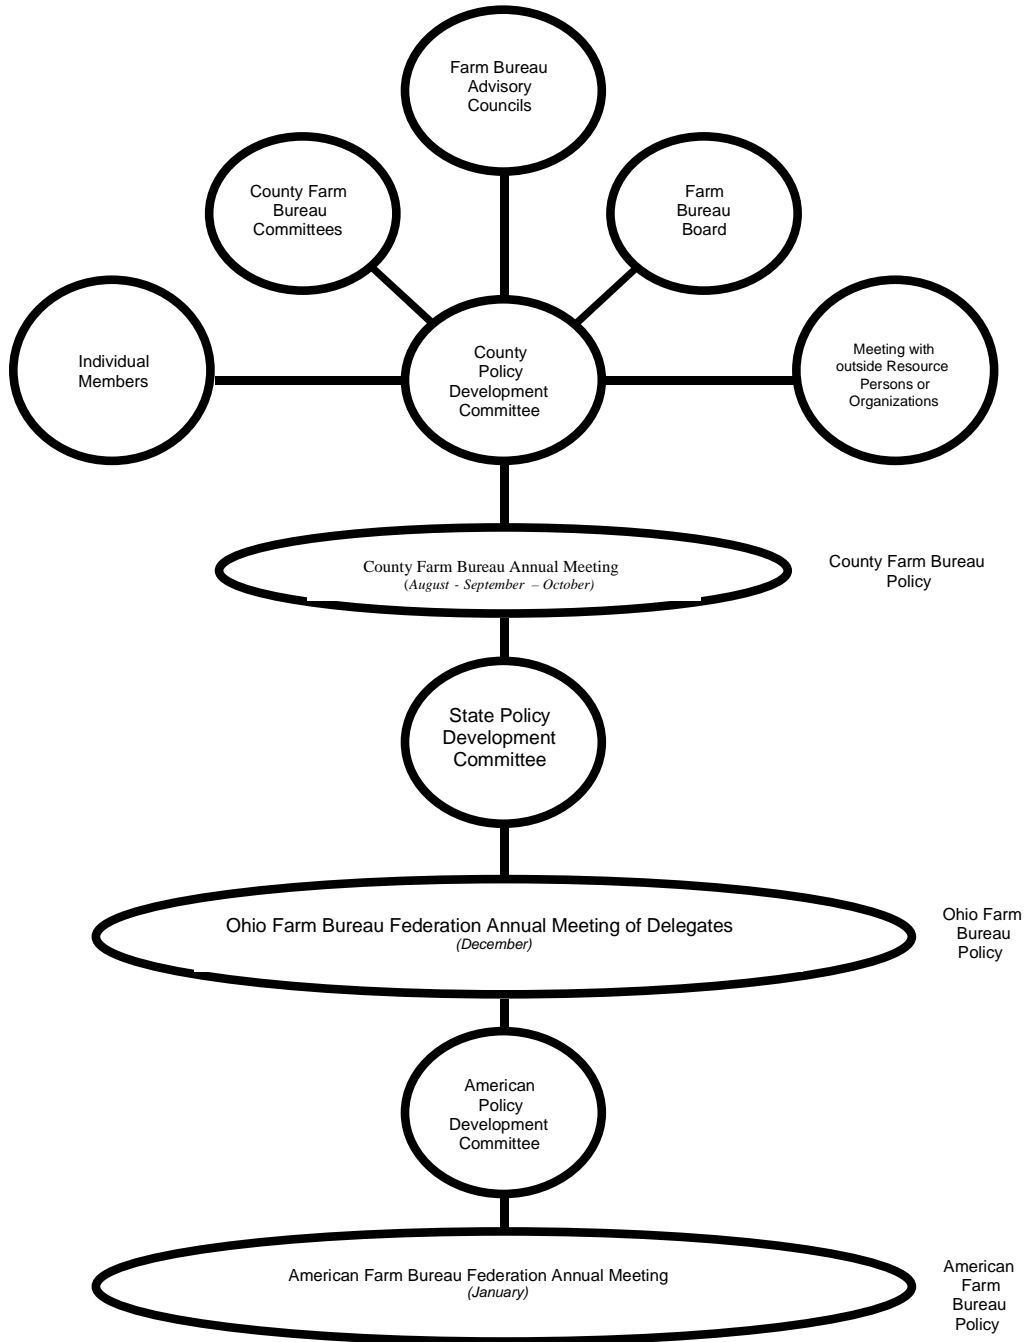 Farm Bureau
Advisory
Councils
County Farm
Bureau
Committees
Farm
Bureau
Board
Individual
Members
County
Policy
Development
Committee
Meeting with
outside Resource
Persons or
Organizations
County Farm Bureau Annual Meeting
(August - September – October)
County Farm Bureau
Policy
State Policy
Development
Committee
Ohio Farm Bureau Federation Annual Meeting of Delegates
(December)
Ohio Farm
Bureau
Policy
American
Policy
Development
Committee
American Farm Bureau Federation Annual Meeting
(January)
American
Farm
Bureau
Policy